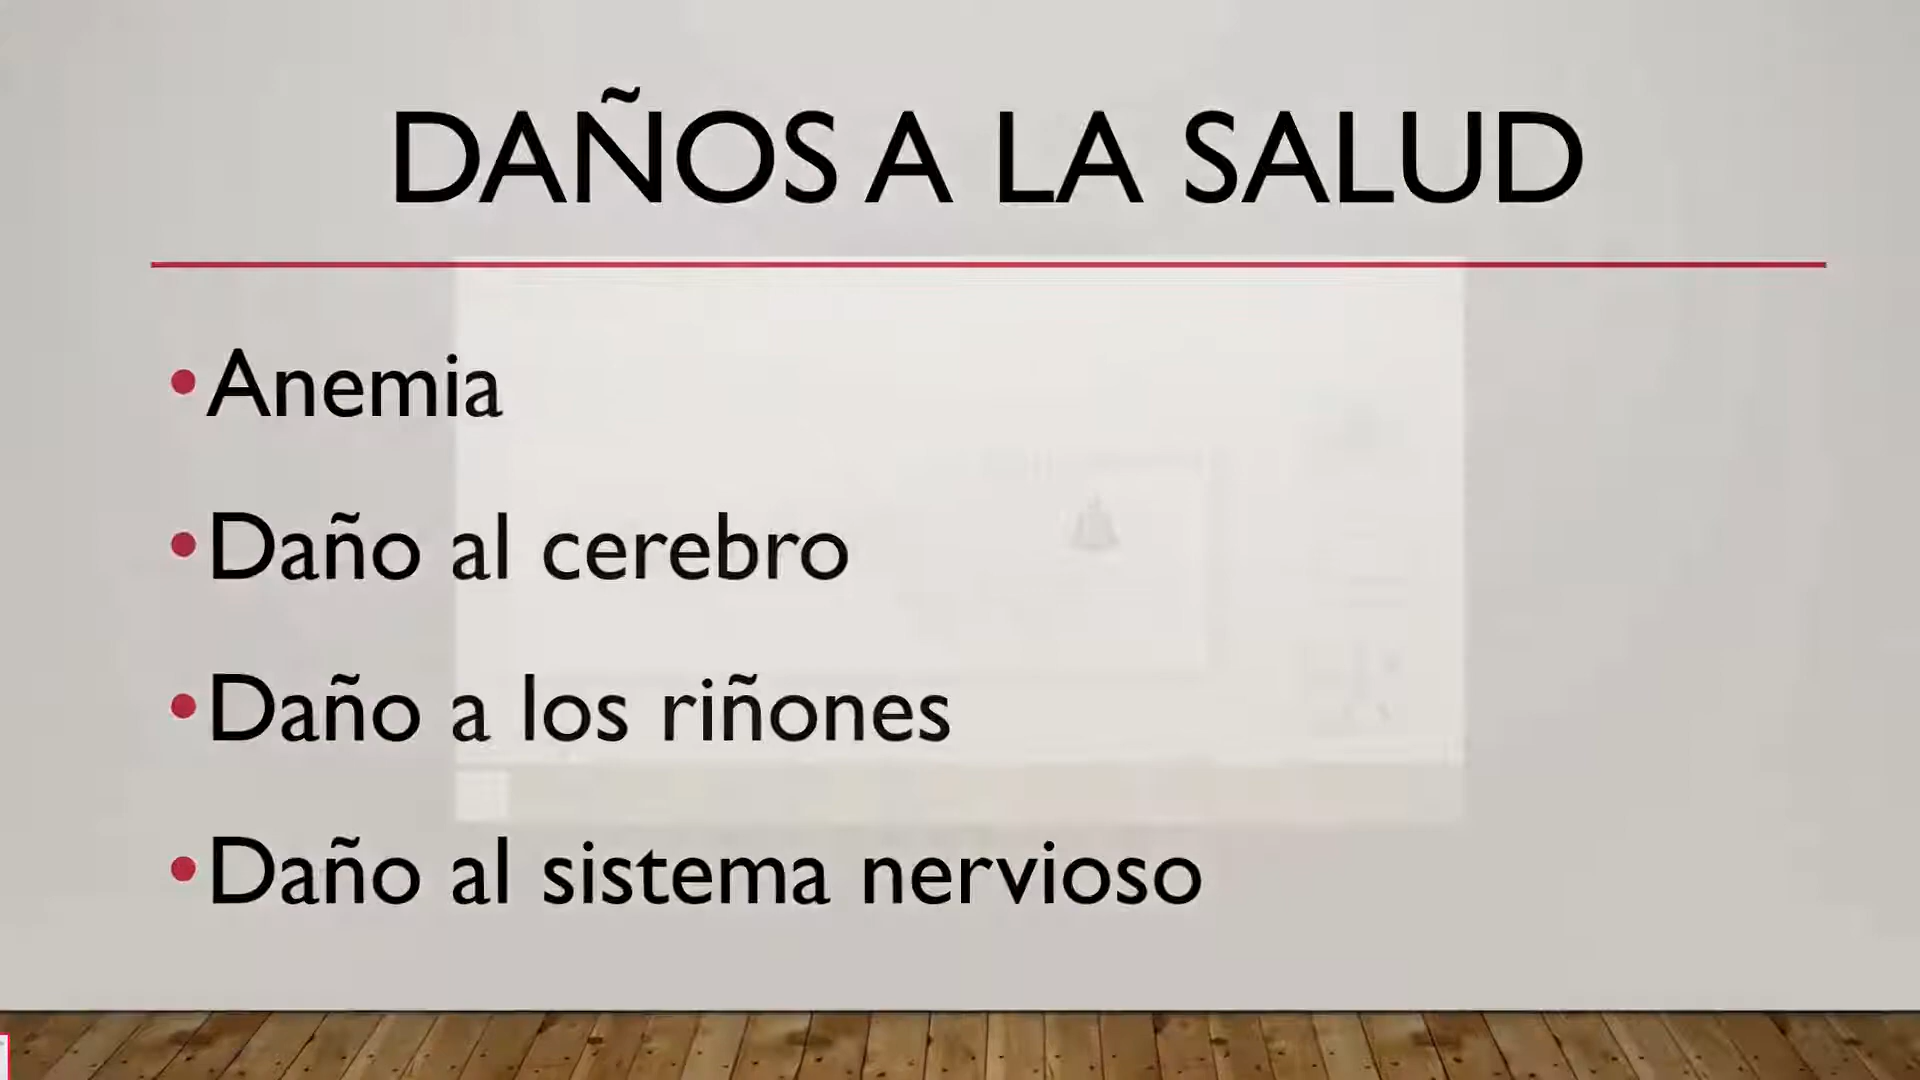 DAÑOS A LA SALUD
•Anemia
•Daño al cerebro
•Daño a los riñones
•Daño al sistema nervioso